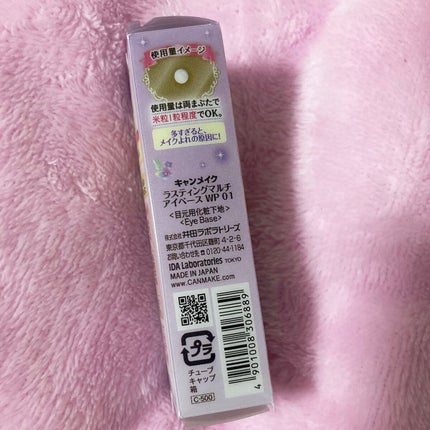 使用量イメージ
使用量は両まぶたで
米粒1粒程度でOK。
多すぎると、
メイクよれの原因に!
キャンメイク
ラスティングマルチ
アイベース WP 01
<目元用化粧下地>
<Eye Base>
株式会社 井田ラボラトリーズ
東京都千代田区麹町4-2-6
お問い合わせ先 0120-44-1184
IDA Laboratories TOKYO
MADE IN JAPAN
www.CANMAKE.com
プラ
チューブ
キャップ
箱
C-500
4 901008 306889